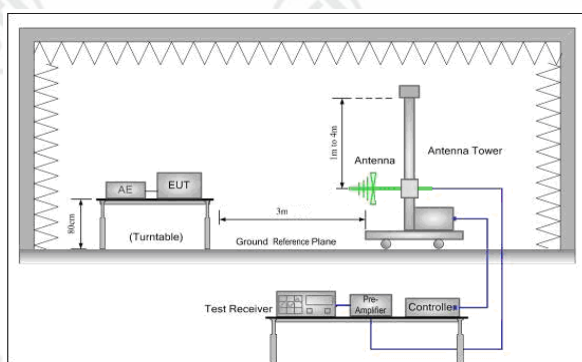 1m to 4m
Antenna
Antenna Tower
AE
EUT
80cm
(Turntable)
3m
Ground Reference Plane
Test Receiver
Pre-
Amplifier
Controller